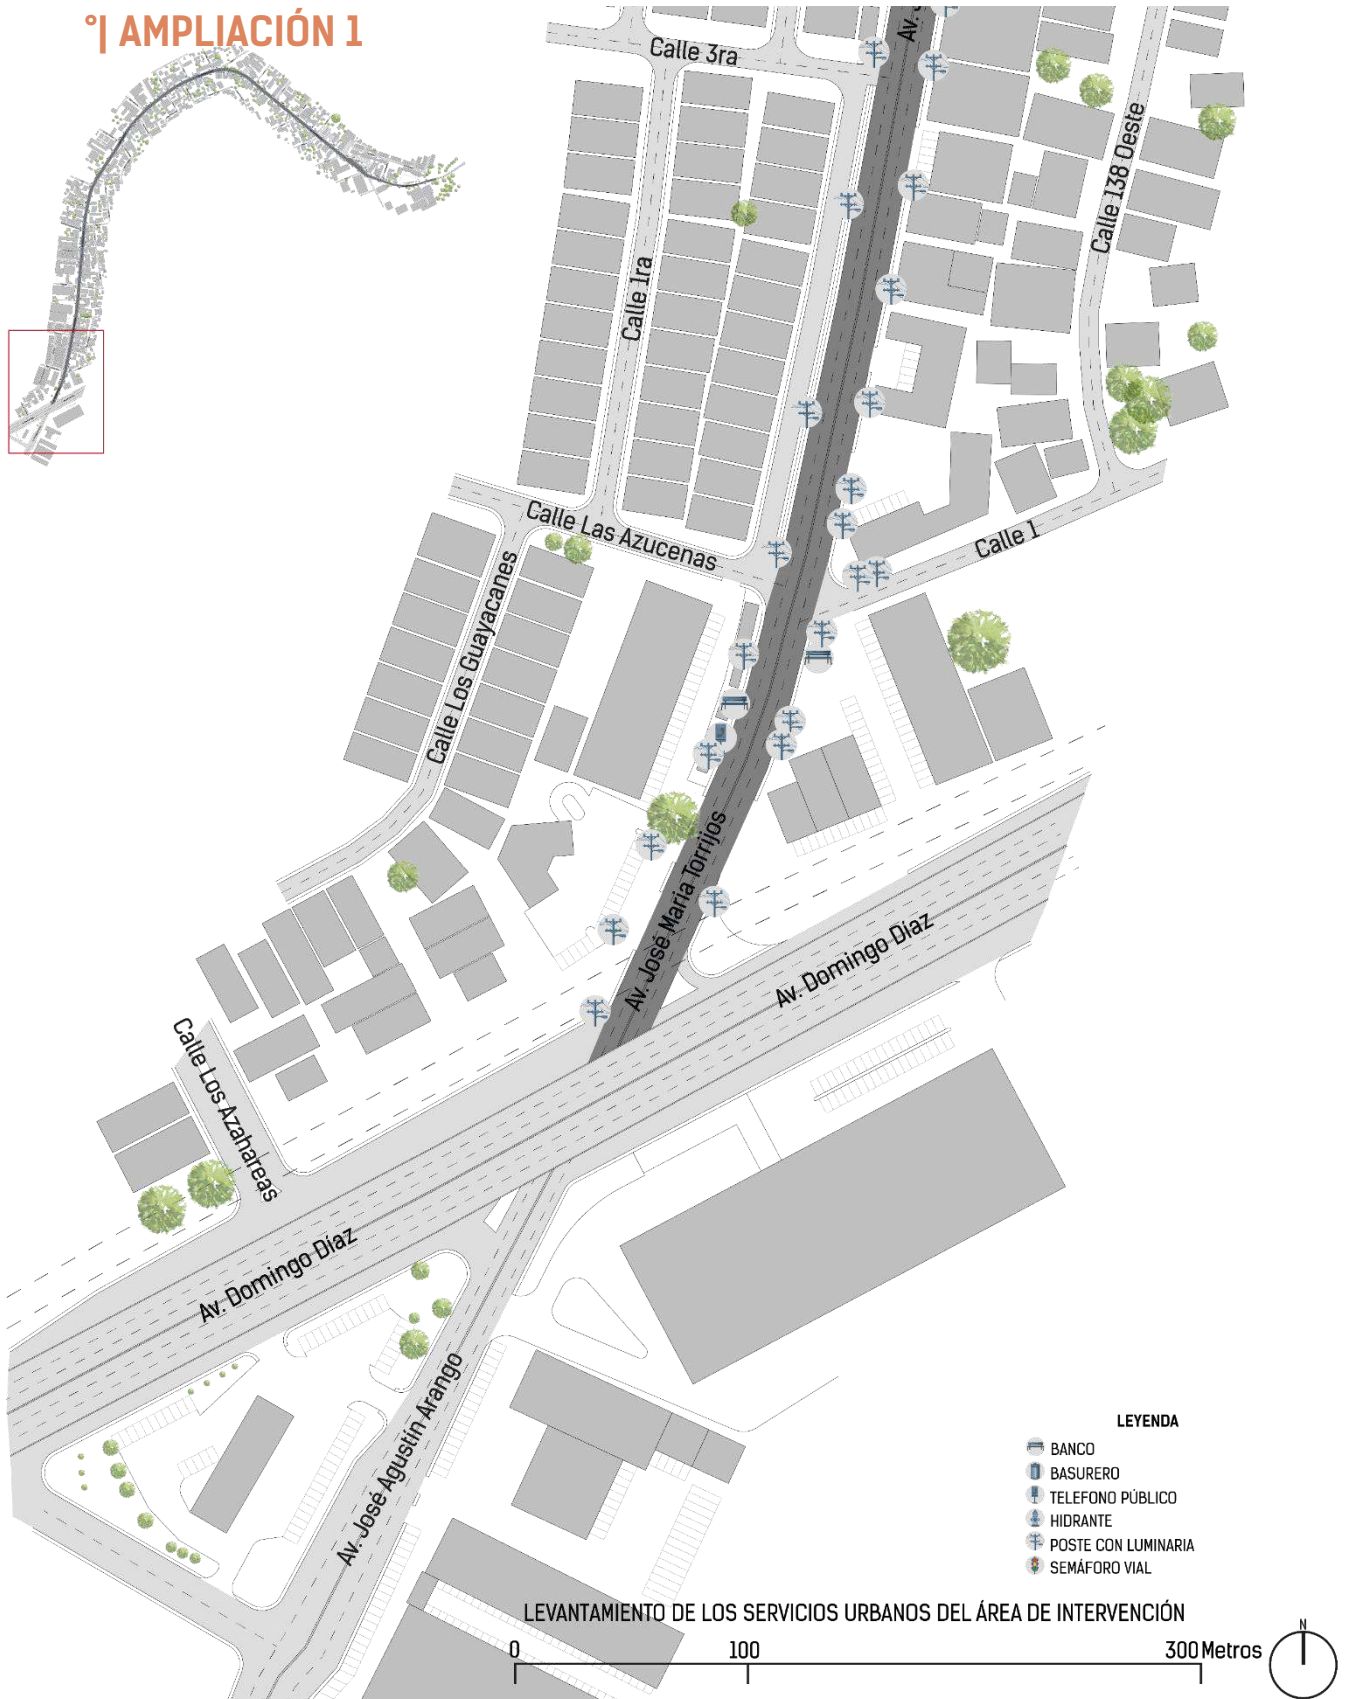 °| AMPLIACIÓN 1
Calle 3ra
Av. J
Calle 138 Oeste
Calle 1ra
Calle Las Azucenas
Calle 1
Calle Los Guayacanes
Av. José Maria Torrijos
Av. Domingo Díaz
Calle Los Azahareas
Av. Domingo Díaz
Av. José Agustín Arango
LEYENDA
BANCO
BASURERO
TELEFONO PÚBLICO
HIDRANTE
POSTE CON LUMINARIA
SEMÁFORO VIAL
LEVANTAMIENTO DE LOS SERVICIOS URBANOS DEL ÁREA DE INTERVENCIÓN
0 100 300 Metros
N